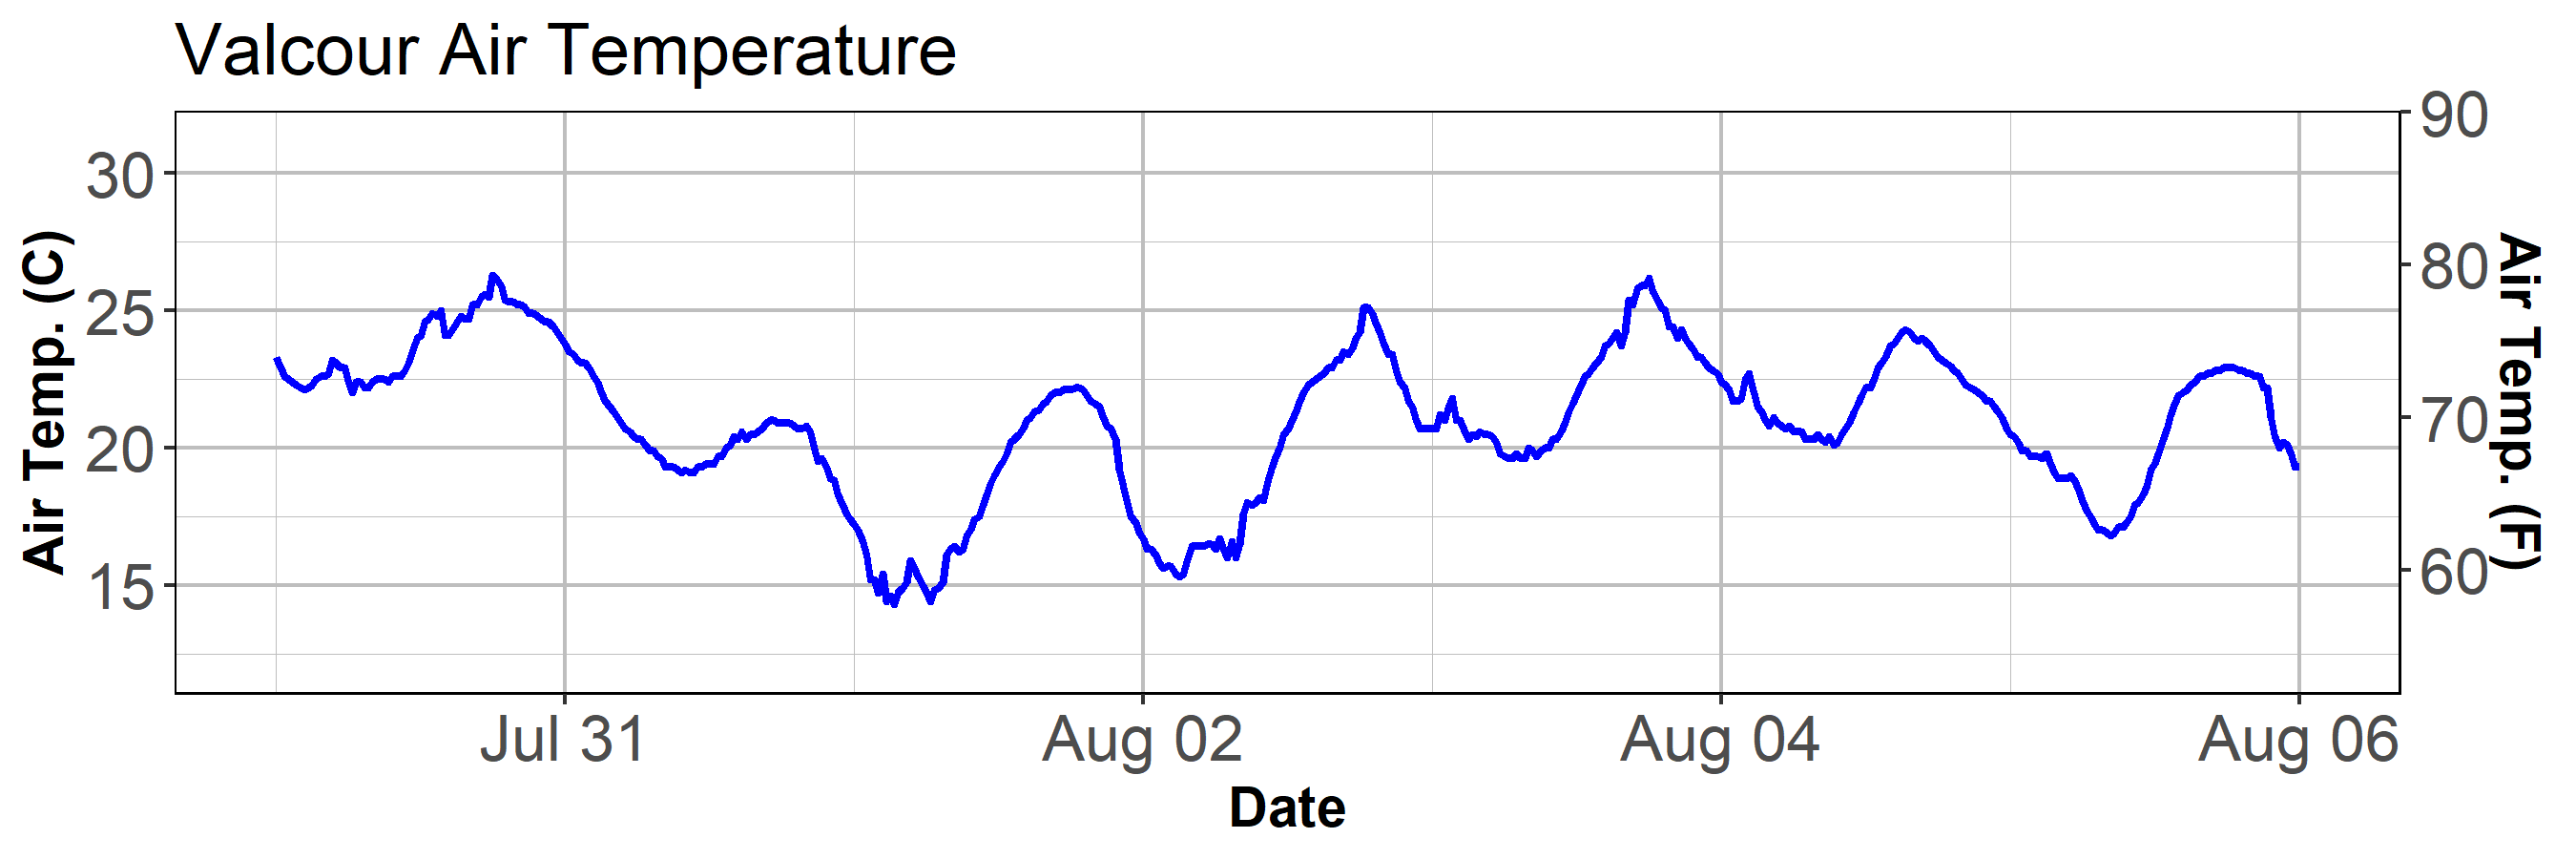 Valcour Air Temperature
Air Temp. (C)
30
25
20
15
90
80
70
60
Air Temp. (F)
Jul 31
Aug 02
Aug 04
Aug 06
Date